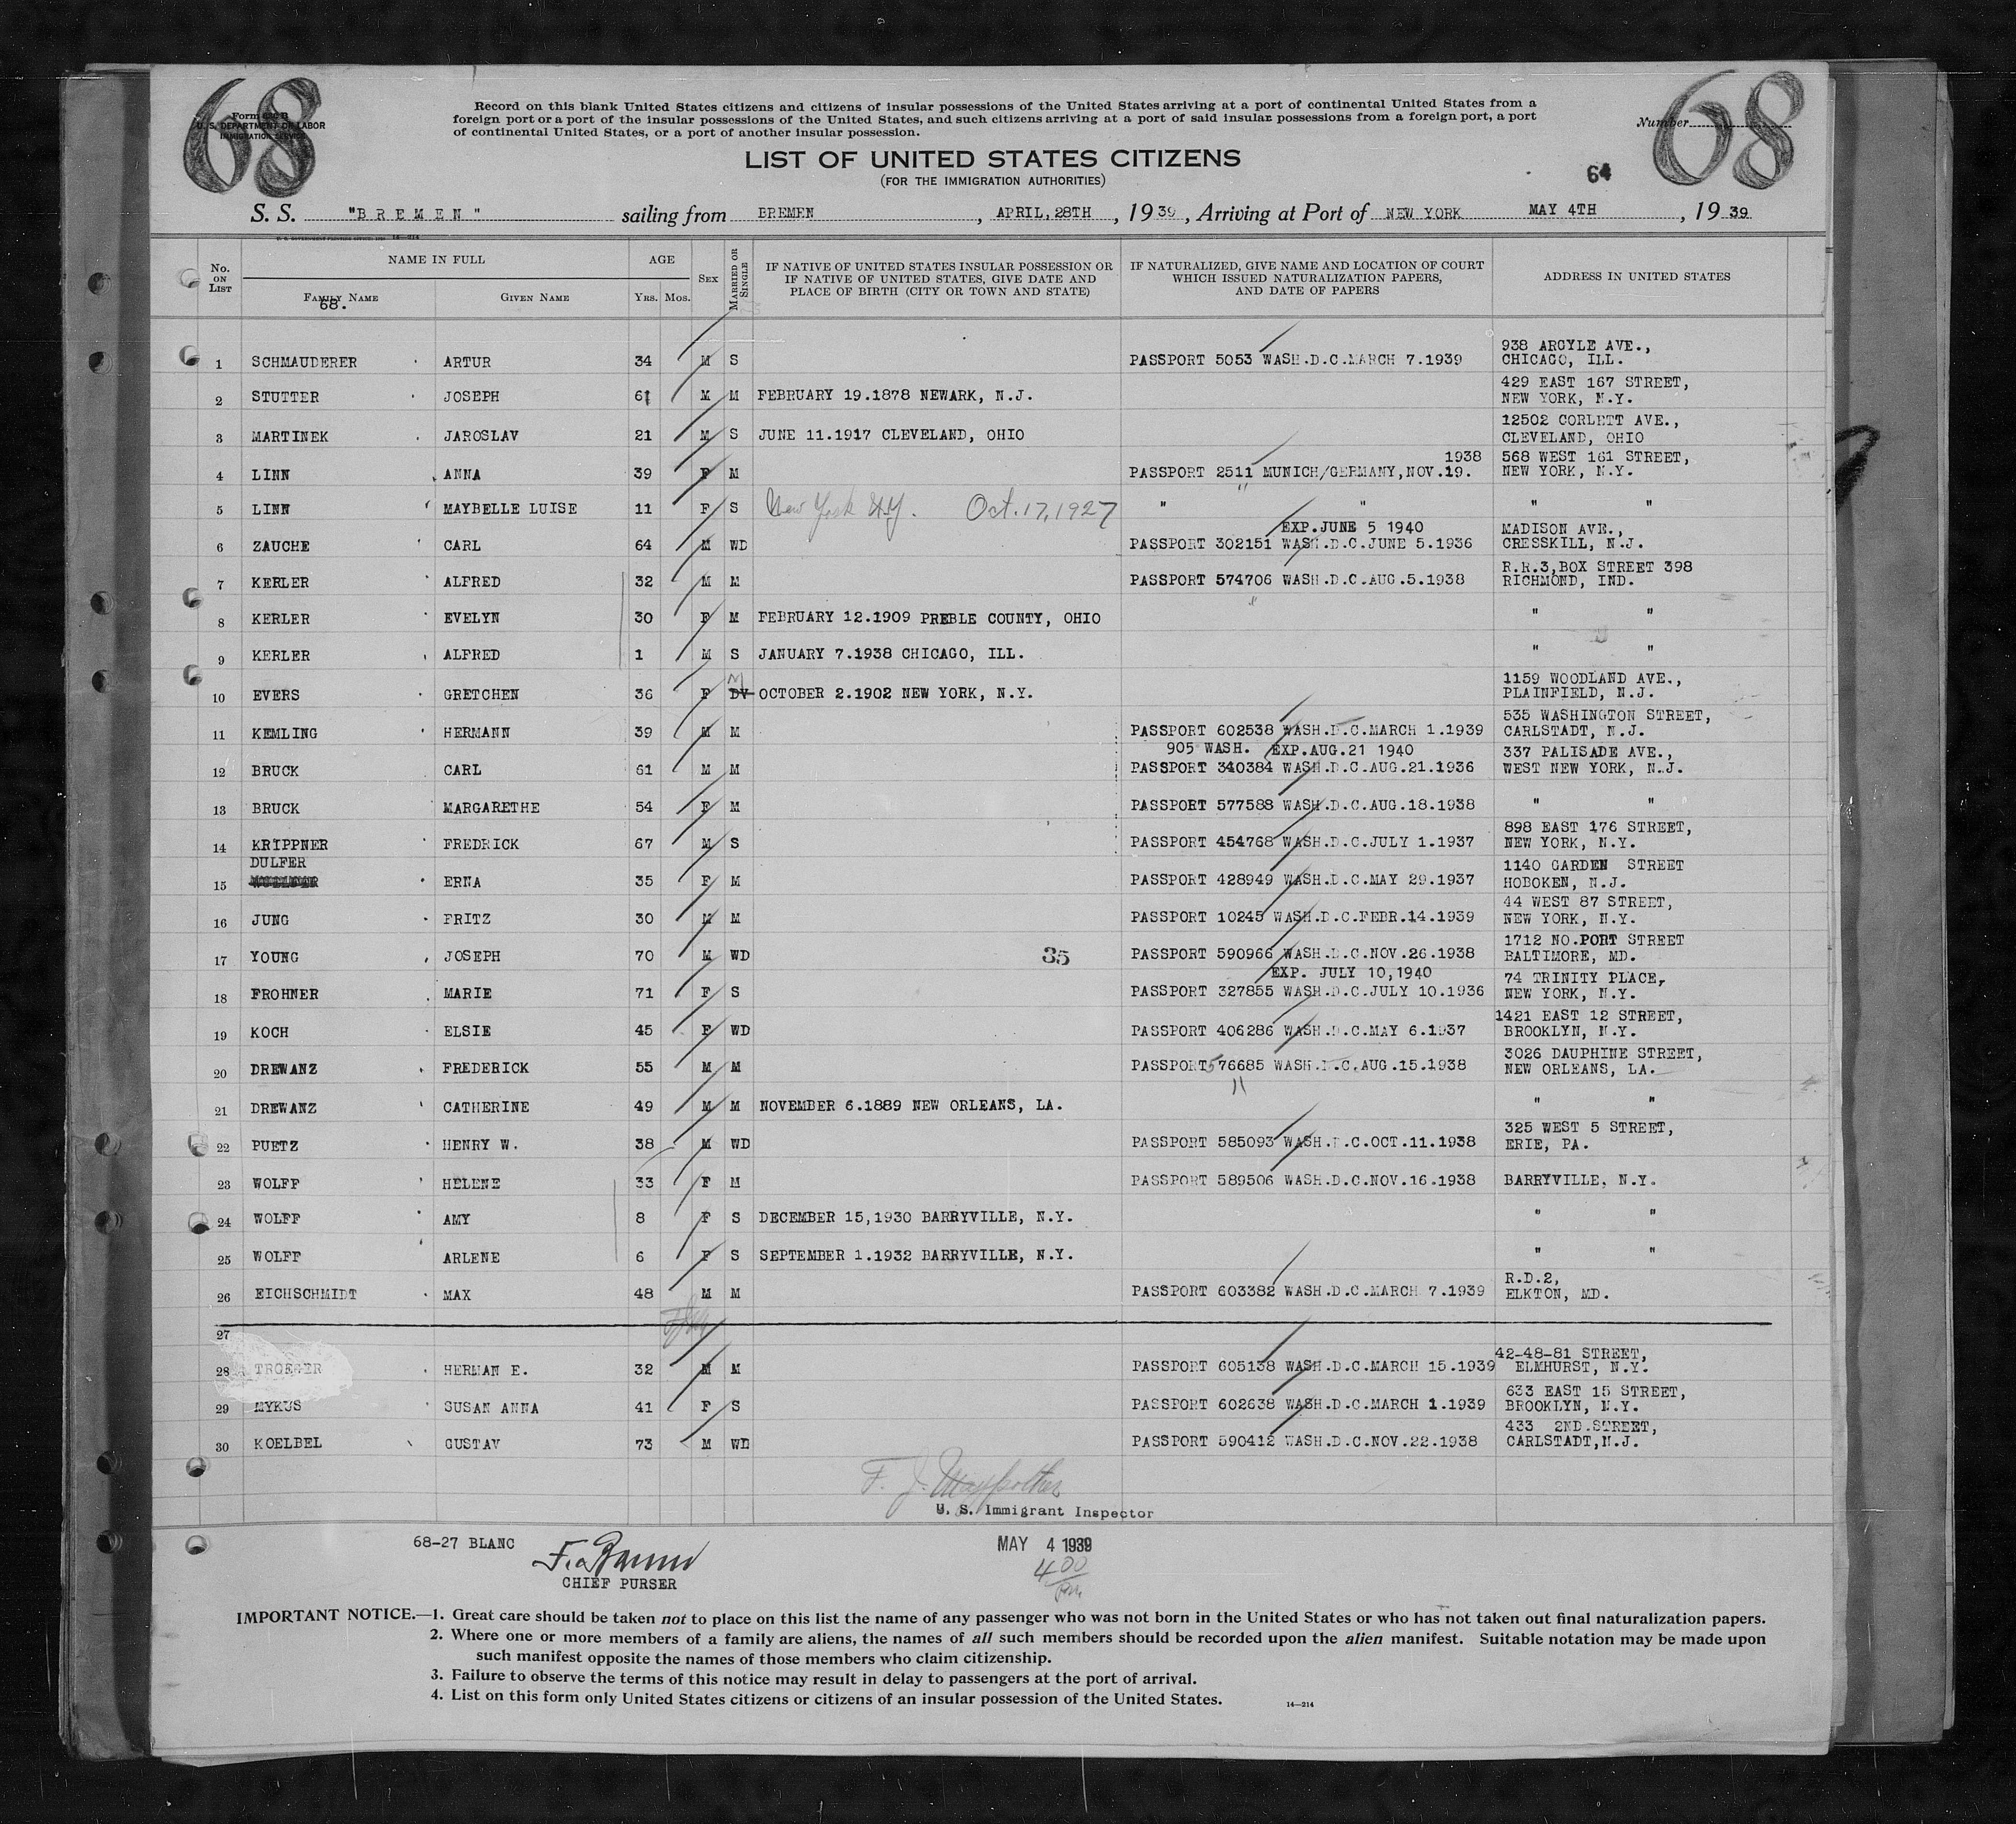 68
68
Form 630 B
U. S. DEPARTMENT OF LABOR
IMMIGRATION SERVICE
Record on this blank United States citizens and citizens of insular possessions of the United States arriving at a port of continental United States from a
foreign port or a port of the insular possessions of the United States, and such citizens arriving at a port of said insular possessions from a foreign port, a port
of continental United States, or a port of another insular possession.
Number
LIST OF UNITED STATES CITIZENS
(FOR THE IMMIGRATION AUTHORITIES)
64
S. S. "BREMEN" sailing from BREMEN, APRIL,28TH, 1939, Arriving at Port of NEW YORK MAY 4TH, 1939
No. ON LIST NAME IN FULL AGE SEX MARRIED OR SINGLE IF NATIVE OF UNITED STATES INSULAR POSSESSION OR IF NATIVE OF UNITED STATES, GIVE DATE AND PLACE OF BIRTH (CITY OR TOWN AND STATE) IF NATURALIZED, GIVE NAME AND LOCATION OF COURT WHICH ISSUED NATURALIZATION PAPERS, AND DATE OF PAPERS ADDRESS IN UNITED STATES
FAMILY NAME GIVEN NAME YRS. MOS.
68.
938 ARGYLE AVE.,
1 SCHMAUDERER ARTUR 34 M S PASSPORT 5053 WASH.D.C.MARCH 7.1939 CHICAGO, ILL.
429 EAST 167 STREET,
2 STUTTER JOSEPH 61 M M FEBRUARY 19.1878 NEWARK, N.J. NEW YORK, N.Y.
12502 CORLETT AVE.,
3 MARTINEK JAROSLAV 21 M S JUNE 11.1917 CLEVELAND, OHIO CLEVELAND, OHIO
1938 568 WEST 161 STREET,
4 LINN ANNA 39 F M PASSPORT 2511 MUNICH/GERMANY,NOV.19. NEW YORK, N.Y.
5 LINN MAYBELLE LUISE 11 F S New York N.Y. Oct. 17, 1927 " " " "
EXP.JUNE 5 1940 MADISON AVE.,
6 ZAUCHE CARL 64 M WD PASSPORT 302151 WASH.D.C.JUNE 5.1936 CRESSKILL, N.J.
R.R.3,BOX STREET 398
7 KERLER ALFRED 32 M M PASSPORT 574706 WASH.D.C.AUG.5.1938 RICHMOND, IND.
8 KERLER EVELYN 30 F M FEBRUARY 12.1909 PREBLE COUNTY, OHIO " "
9 KERLER ALFRED 1 M S JANUARY 7.1938 CHICAGO, ILL. " "
M 1159 WOODLAND AVE.,
10 EVERS GRETCHEN 36 F DV OCTOBER 2.1902 NEW YORK, N.Y. PLAINFIELD, N.J.
535 WASHINGTON STREET,
11 KEMLING HERMANN 39 M M PASSPORT 602538 WASH.D.C.MARCH 1.1939 CARLSTADT, N.J.
905 WASH. EXP.AUG.21 1940 337 PALISADE AVE.,
12 BRUCK CARL 61 M M PASSPORT 340384 WASH.D.C.AUG.21.1936 WEST NEW YORK, N.J.
13 BRUCK MARGARETHE 54 F M PASSPORT 577588 WASH.D.C.AUG.18.1938 " "
898 EAST 176 STREET,
14 KRIPPNER FREDRICK 67 M S PASSPORT 454768 WASH.D.C.JULY 1.1937 NEW YORK, N.Y.
DULFER 1140 GARDEN STREET
15 ERNA 35 F M PASSPORT 428949 WASH.D.C.MAY 29.1937 HOBOKEN, N.J.
44 WEST 87 STREET,
16 JUNG FRITZ 30 M M PASSPORT 10245 WASH.D.C.FEBR.14.1939 NEW YORK, N.Y.
1712 NO.PORT STREET
17 YOUNG JOSEPH 70 M WD 35 PASSPORT 590966 WASH.D.C.NOV.26.1938 BALTIMORE, MD.
EXP. JULY 10,1940 74 TRINITY PLACE,
18 FROHNER MARIE 71 F S PASSPORT 327855 WASH.D.C.JULY 10.1936 NEW YORK, N.Y.
1421 EAST 12 STREET,
19 KOCH ELSIE 45 F WD PASSPORT 406286 WASH.D.C.MAY 6.1937 BROOKLYN, N.Y.
3026 DAUPHINE STREET,
20 DREWANZ FREDERICK 55 M M PASSPORT 576685 WASH.D.C.AUG.15.1938 NEW ORLEANS, LA.
"
21 DREWANZ CATHERINE 49 M M NOVEMBER 6.1889 NEW ORLEANS, LA. " "
325 WEST 5 STREET,
22 PUETZ HENRY W. 38 M WD PASSPORT 585093 WASH.D.C.OCT.11.1938 ERIE, PA.
23 WOLFF HELENE 33 F M PASSPORT 589506 WASH.D.C.NOV.16.1938 BARRYVILLE, N.Y.
24 WOLFF AMY 8 F S DECEMBER 15,1930 BARRYVILLE, N.Y. " "
25 WOLFF ARLENE 6 F S SEPTEMBER 1.1932 BARRYVILLE, N.Y. " "
R.D.2,
26 EICHSCHMIDT MAX 48 M M PASSPORT 603382 WASH.D.C.MARCH 7.1939 ELKTON, MD.
27
42-48-81 STREET,
28 TROEGER HERMAN E. 32 M M PASSPORT 605138 WASH.D.C.MARCH 15.1939 ELMHURST, N.Y.
633 EAST 15 STREET,
29 MYKUS SUSAN ANNA 41 F S PASSPORT 602638 WASH.D.C.MARCH 1.1939 BROOKLYN, N.Y.
433 2ND.STREET,
30 KOELBEL GUSTAV 73 M WD PASSPORT 590412 WASH.D.C.NOV.22.1938 CARLSTADT,N.J.
F. J.
U. S. Immigrant Inspector
68-27 BLANC
MAY 4 1939
CHIEF PURSER
4 00
pm
IMPORTANT NOTICE.—1. Great care should be taken not to place on this list the name of any passenger who was not born in the United States or who has not taken out final naturalization papers.
2. Where one or more members of a family are aliens, the names of all such members should be recorded upon the alien manifest. Suitable notation may be made upon
such manifest opposite the names of those members who claim citizenship.
3. Failure to observe the terms of this notice may result in delay to passengers at the port of arrival.
4. List on this form only United States citizens or citizens of an insular possession of the United States.
14—214